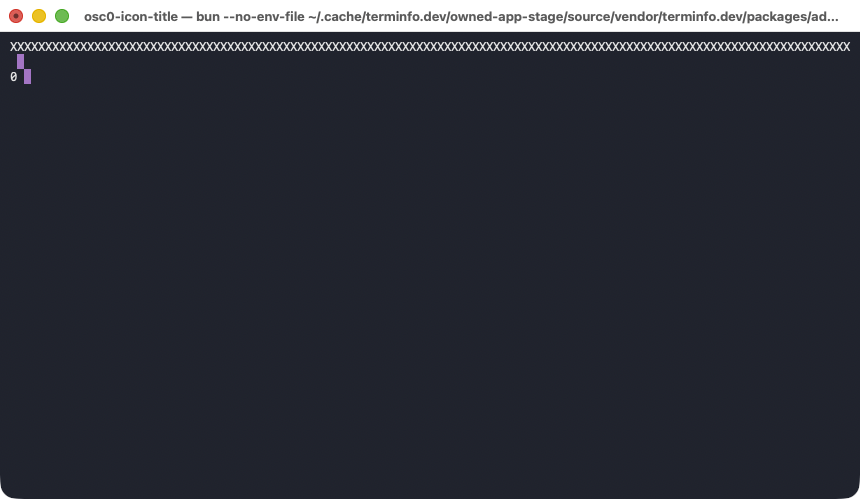 osc0-icon-title — bun --no-env-file ~/.cache/terminfo.dev/owned-app-stage/source/vendor/terminfo.dev/packages/ad...
XXXXXXXXXXXXXXXXXXXXXXXXXXXXXXXXXXXXXXXXXXXXXXXXXXXXXXXXXXXXXXXXXXXXXXXXXXXXXXXXXXXXXXXXXXXXXXXXXXXXXXXXXXXXXXXXXXXXXXXX
0